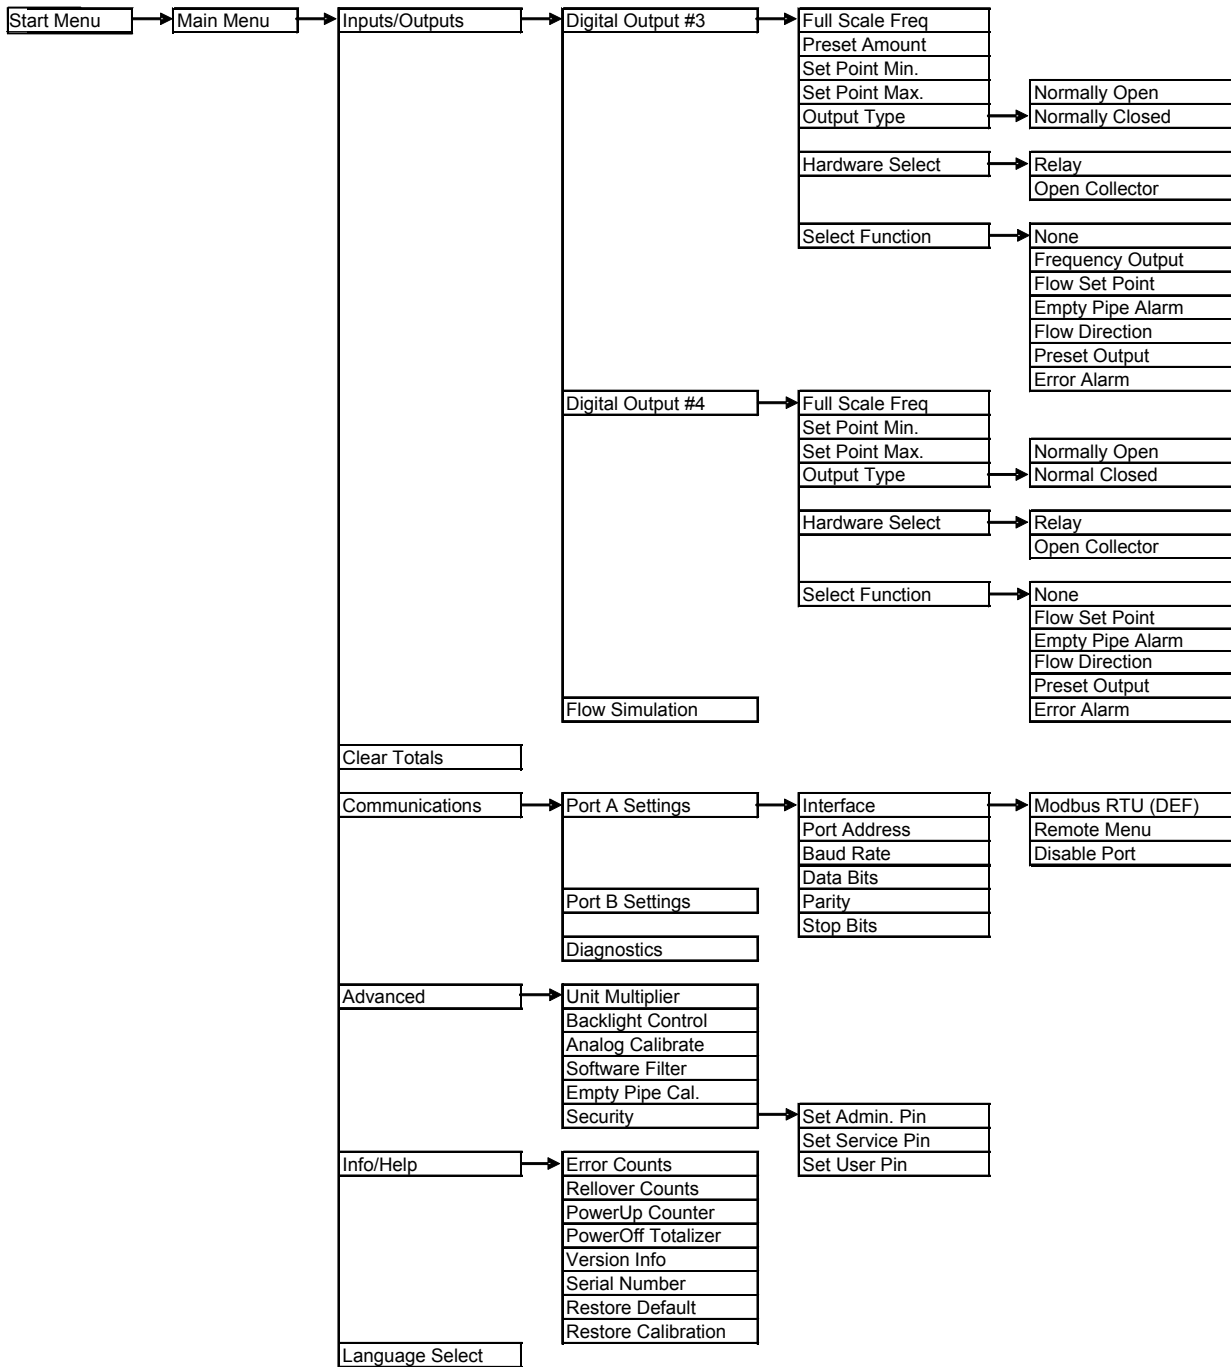 Start Menu
Main Menu
Inputs/Outputs
Digital Output #3
Full Scale Freq
Preset Amount
Set Point Min.
Set Point Max.
Output Type
Normally Open
Normally Closed
Hardware Select
Relay
Open Collector
Select Function
None
Frequency Output
Flow Set Point
Empty Pipe Alarm
Flow Direction
Preset Output
Error Alarm
Digital Output #4
Full Scale Freq
Set Point Min.
Set Point Max.
Output Type
Normally Open
Normal Closed
Hardware Select
Relay
Open Collector
Select Function
None
Flow Set Point
Empty Pipe Alarm
Flow Direction
Preset Output
Error Alarm
Flow Simulation
Clear Totals
Communications
Port A Settings
Interface
Port Address
Baud Rate
Data Bits
Parity
Stop Bits
Modbus RTU (DEF)
Remote Menu
Disable Port
Port B Settings
Diagnostics
Advanced
Unit Multiplier
Backlight Control
Analog Calibrate
Software Filter
Empty Pipe Cal.
Security
Set Admin. Pin
Set Service Pin
Set User Pin
Info/Help
Error Counts
Rellover Counts
PowerUp Counter
PowerOff Totalizer
Version Info
Serial Number
Restore Default
Restore Calibration
Language Select